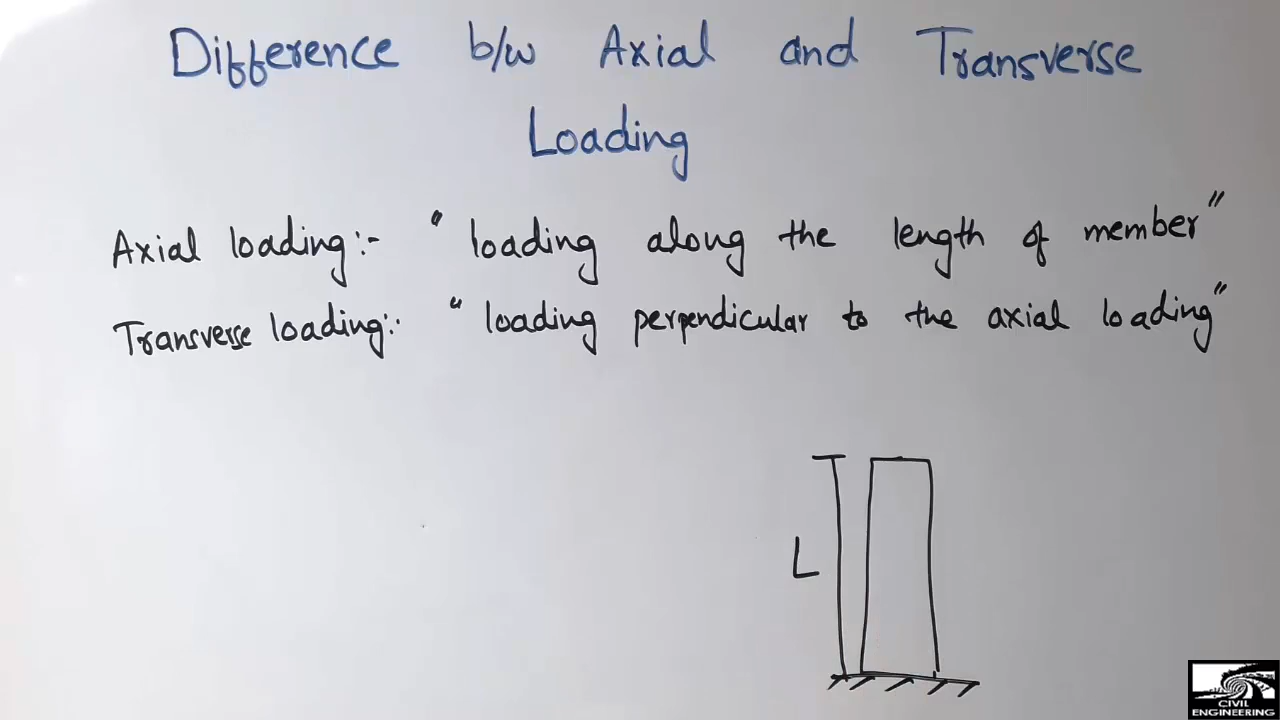 Difference b/w Axial and Transverse
Loading
Axial loading:- "loading along the length of member"
Transverse loading:- "loading perpendicular to the axial loading"
L
CIVIL
ENGINEERING